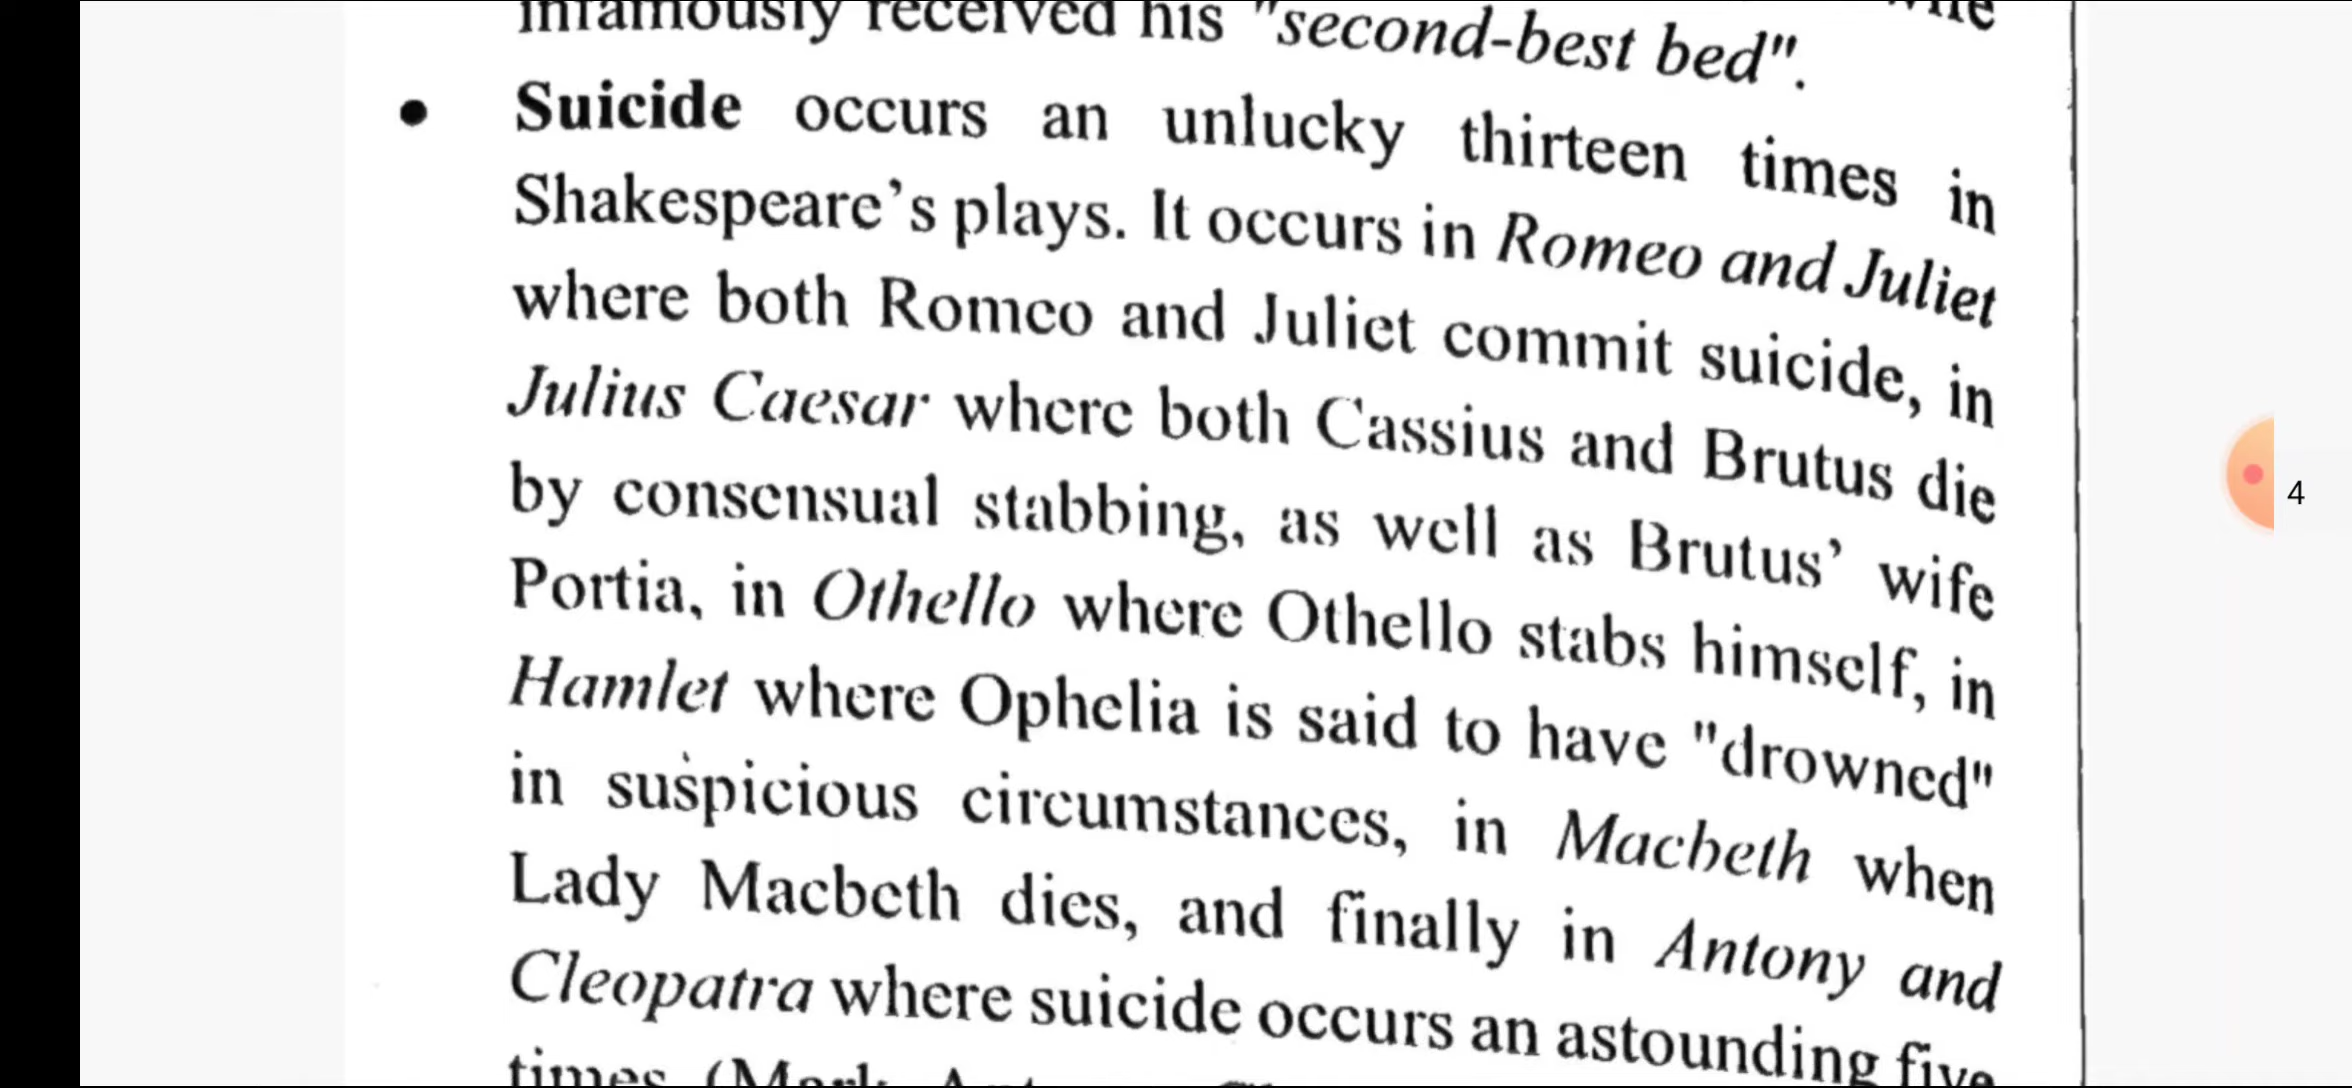 infamously received his "second-best bed".
• Suicide occurs an unlucky thirteen times in
Shakespeare's plays. It occurs in Romeo and Juliet
where both Romeo and Juliet commit suicide, in
Julius Caesar where both Cassius and Brutus die
by consensual stabbing, as well as Brutus' wife
Portia, in Othello where Othello stabs himself, in
Hamlet where Ophelia is said to have "drowned"
in suspicious circumstances, in Macbeth when
Lady Macbeth dies, and finally in Antony and
Cleopatra where suicide occurs an astounding five
times (Mark
4